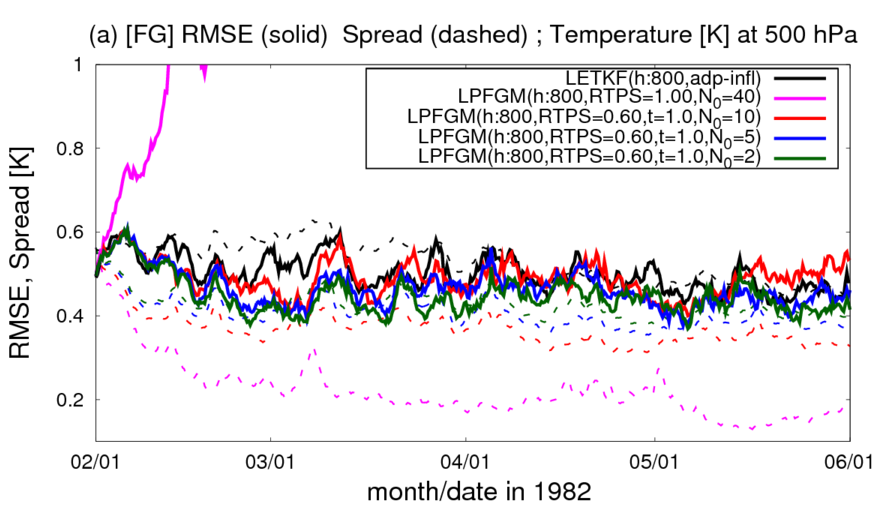 (a) [FG] RMSE (solid)  Spread (dashed) ; Temperature [K] at 500 hPa
RMSE, Spread [K]
1
0.8
0.6
0.4
0.2
LETKF(h:800,adp-infl)
LPFGM(h:800,RTPS=1.00,N₀=40)
LPFGM(h:800,RTPS=0.60,t=1.0,N₀=10)
LPFGM(h:800,RTPS=0.60,t=1.0,N₀=5)
LPFGM(h:800,RTPS=0.60,t=1.0,N₀=2)
02/01 03/01 04/01 05/01 06/01
month/date in 1982